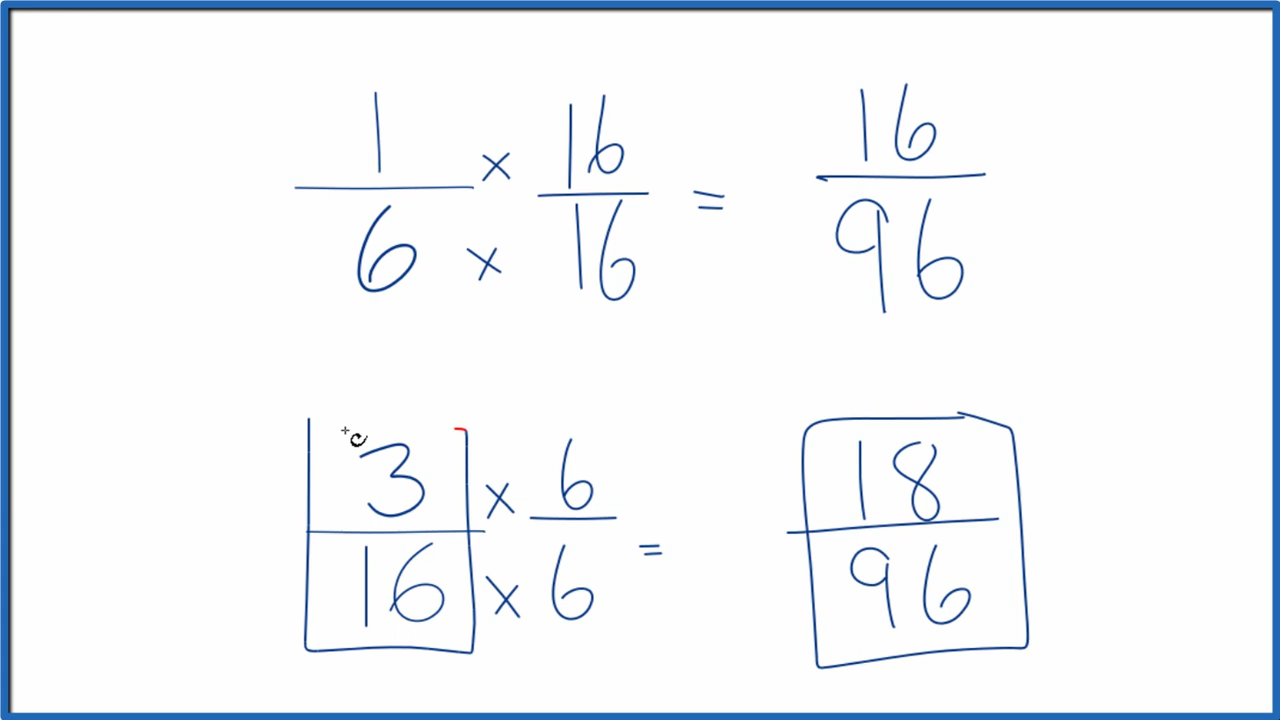 1/6 × 16/16 = 16/96
3/16 × 6/6 = 18/96